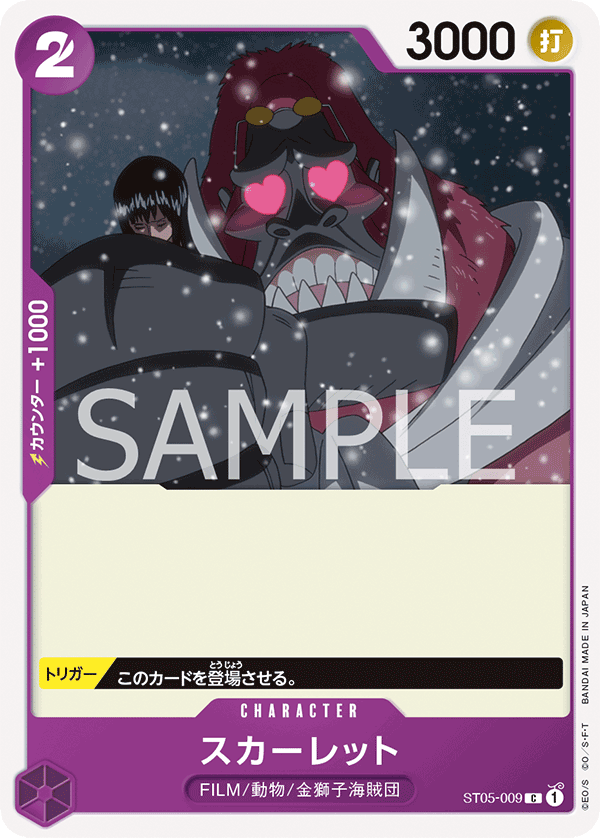 2
3000
打
カウンター +1000
SAMPLE
トリガー
とうじょう
このカードを登場させる。
CHARACTER
スカーレット
FILM/動物/金獅子海賊団
ST05-009 C 1
©E.O/S ©O/S・F・T BANDAI MADE IN JAPAN